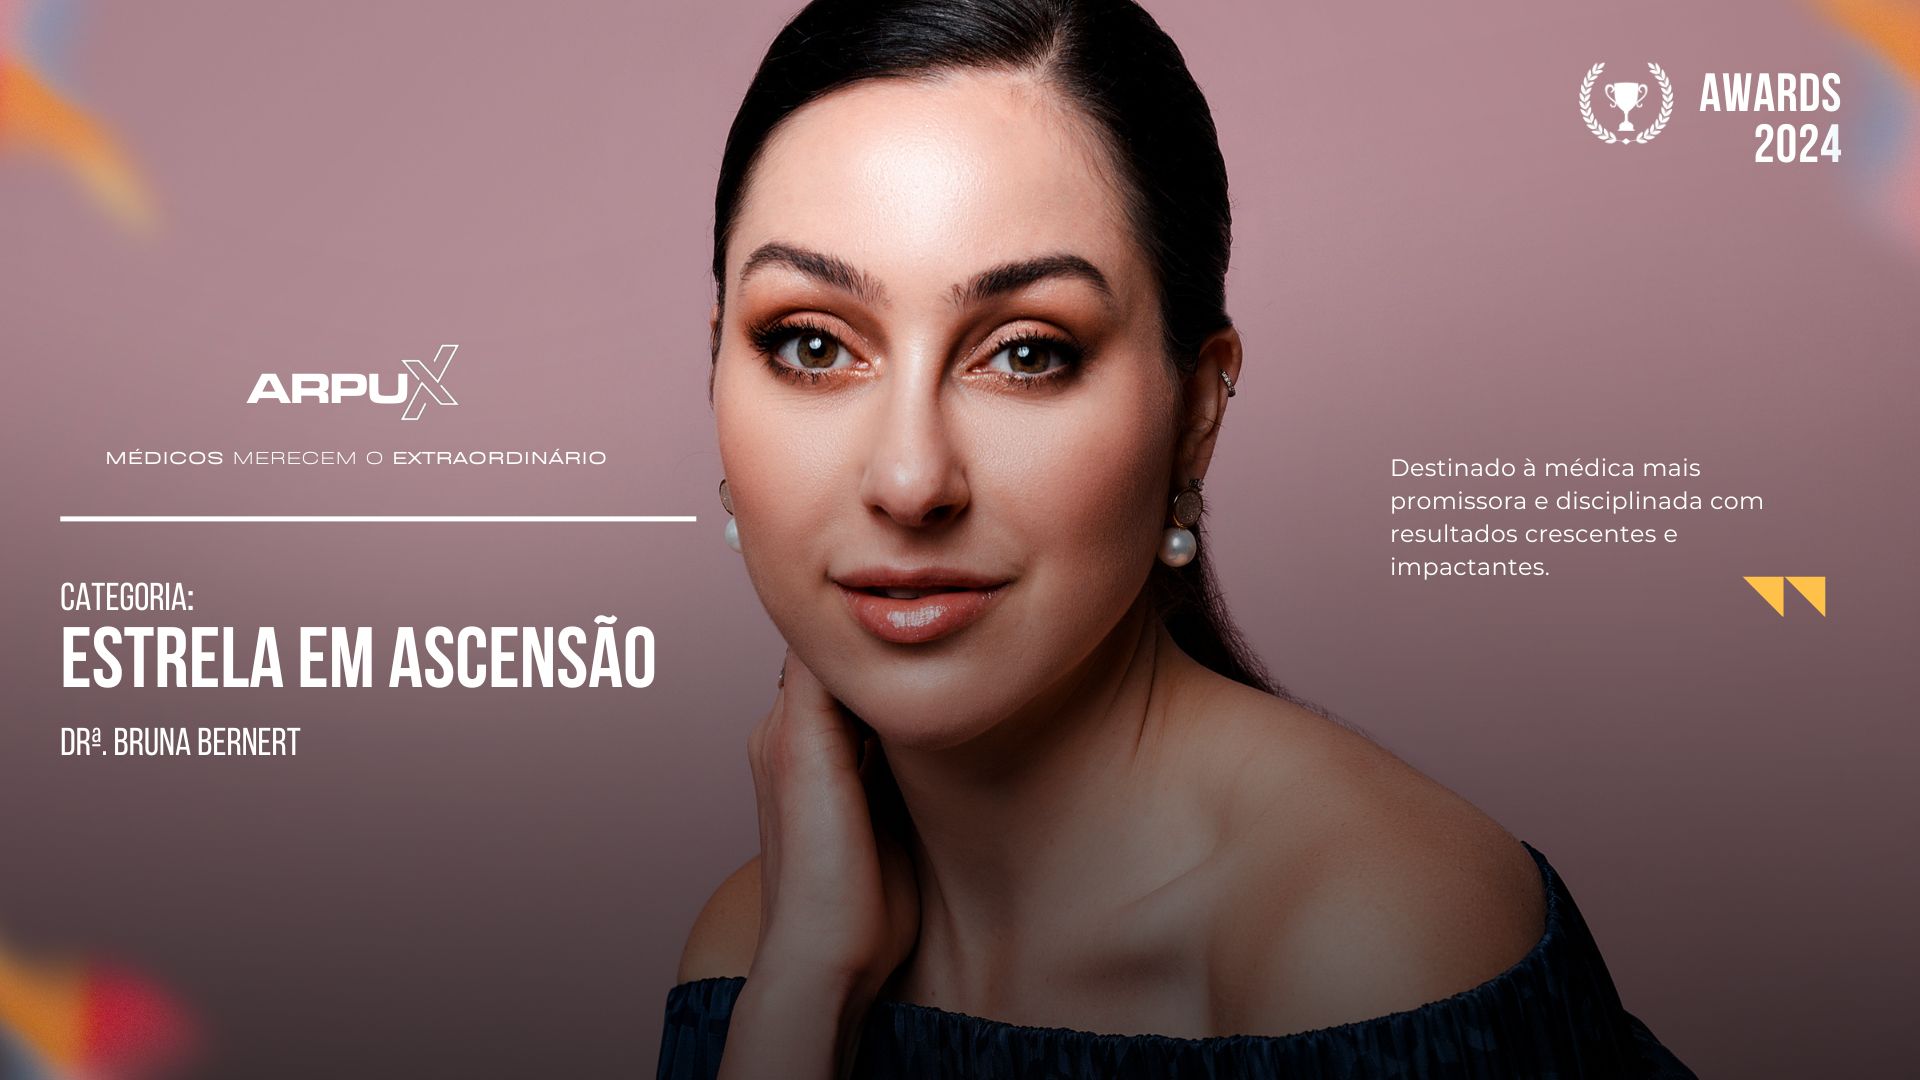 AWARDS
2024
ARPUX
MÉDICOS MERECEM O EXTRAORDINÁRIO
CATEGORIA:
ESTRELA EM ASCENSÃO
DRª. BRUNA BERNERT
Destinado à médica mais
promissora e disciplinada com
resultados crescentes e
impactantes.